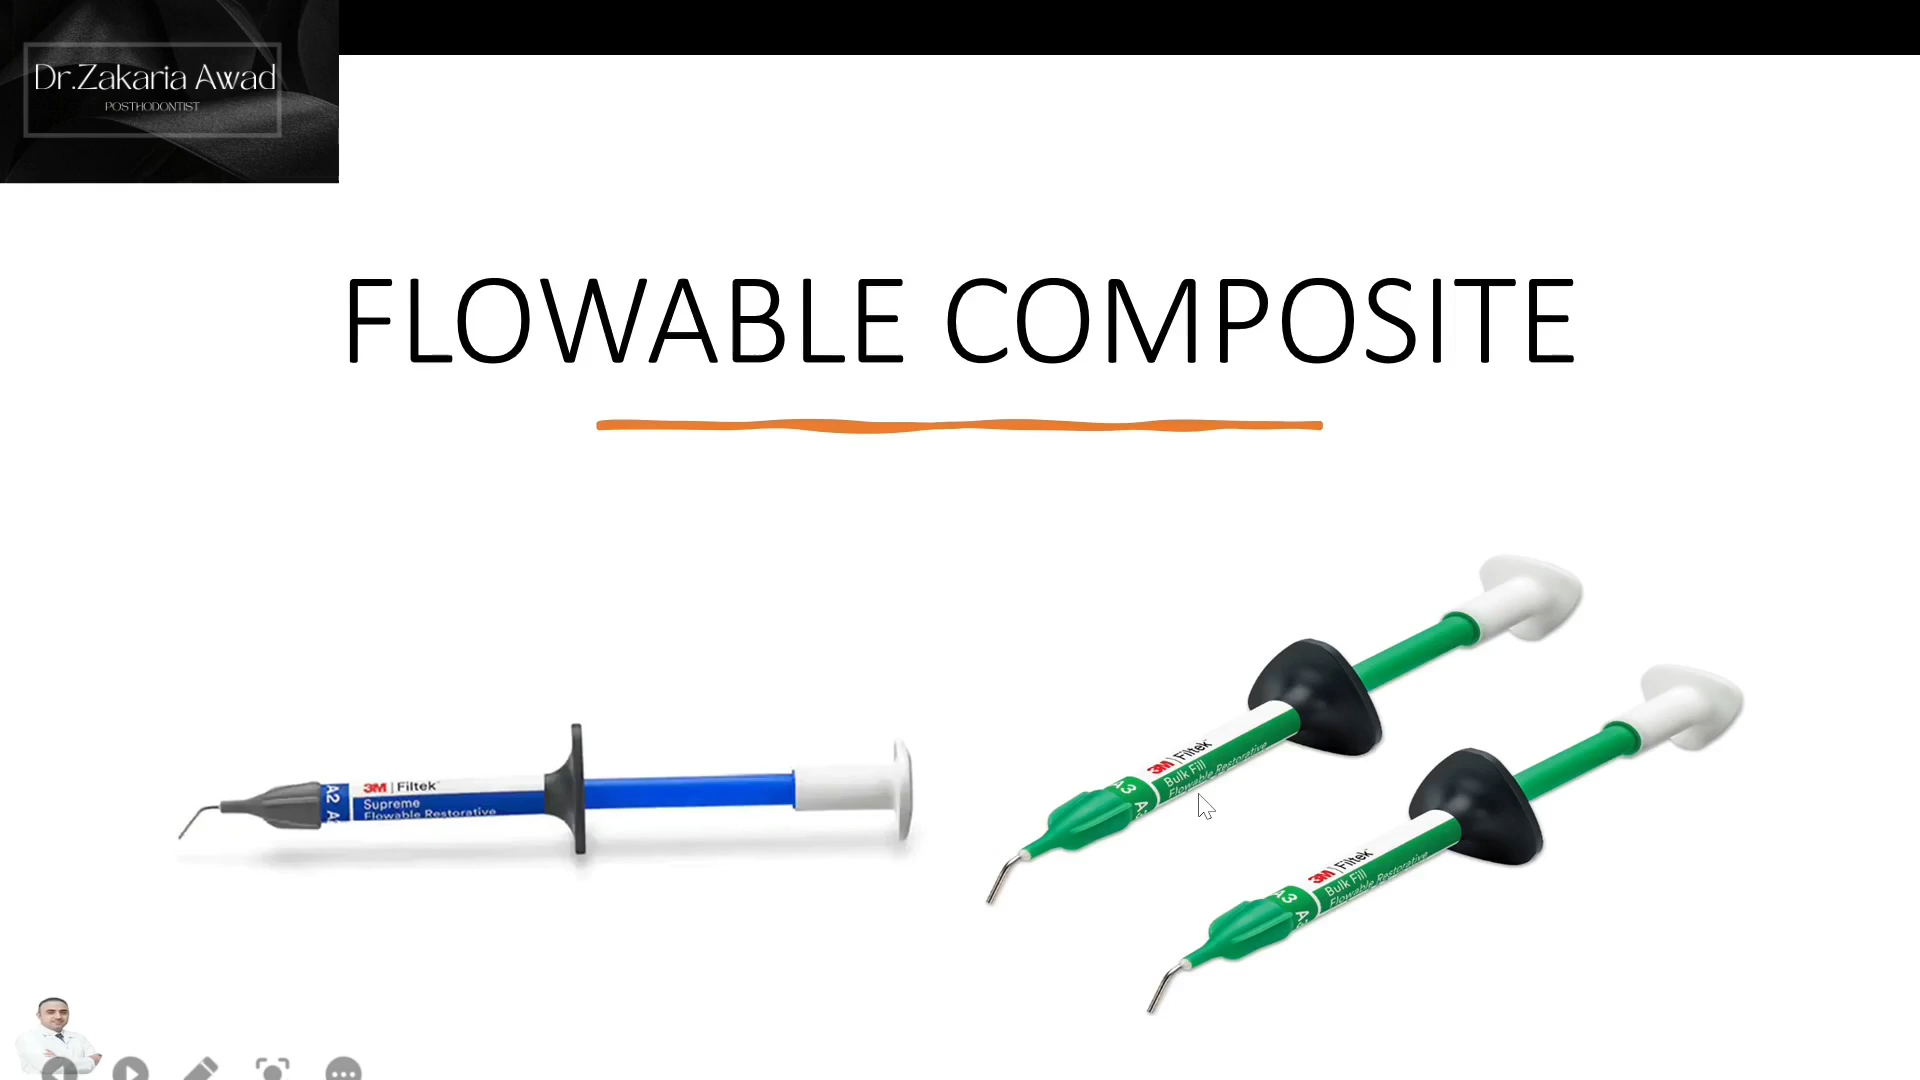 Dr.Zakaria Awad
POSTHODONTIST
FLOWABLE COMPOSITE
A2 A2
3M | Filtek
Supreme
Flowable Restorative
A3
3M | Filtek
Bulk Fill
Flowable Restorative
A3
3M | Filtek
Bulk Fill
Flowable Restorative